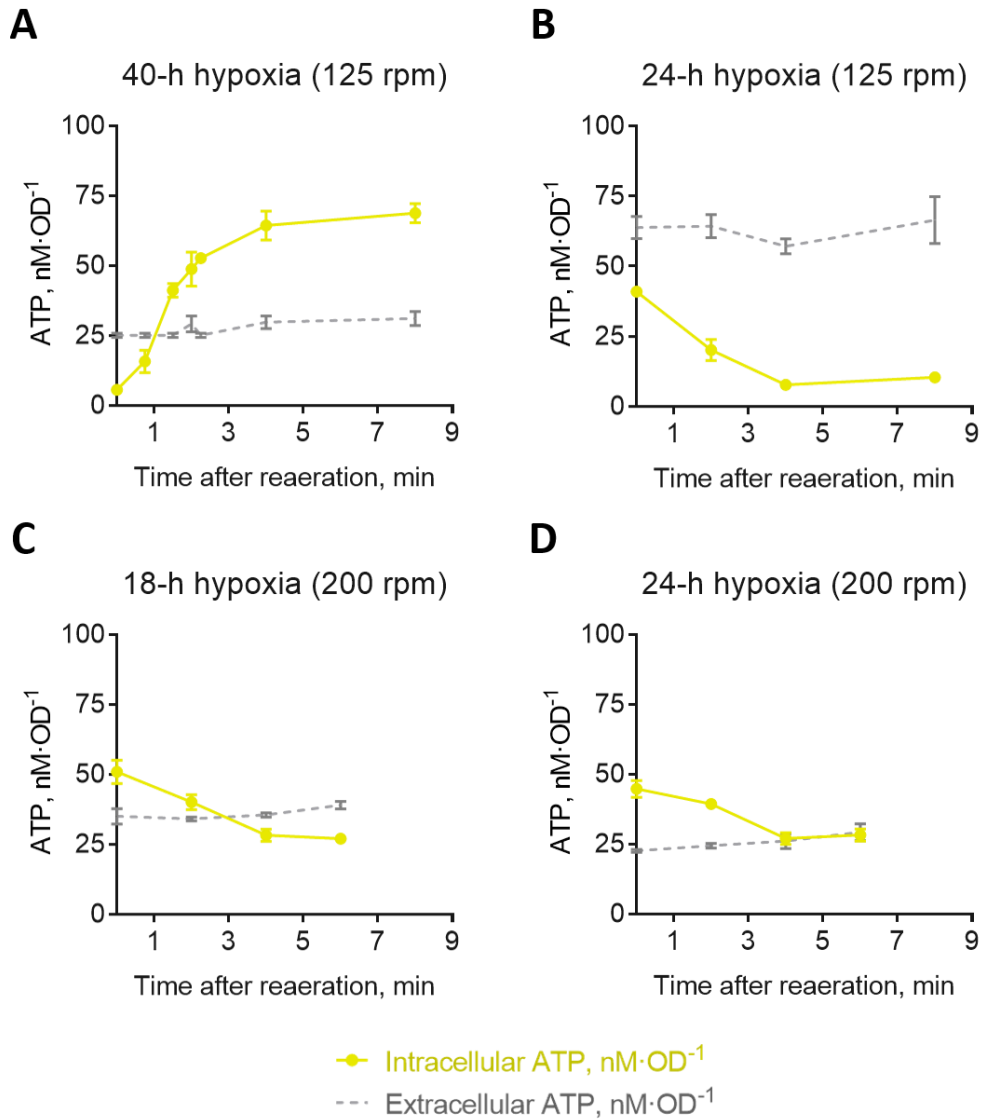 A
40-h hypoxia (125 rpm)
100
75
50
25
0
ATP, nM·OD⁻¹
1 3 5 7 9
Time after reaeration, min
B
24-h hypoxia (125 rpm)
100
75
50
25
0
ATP, nM·OD⁻¹
1 3 5 7 9
Time after reaeration, min
C
18-h hypoxia (200 rpm)
100
75
50
25
0
ATP, nM·OD⁻¹
1 3 5 7 9
Time after reaeration, min
D
24-h hypoxia (200 rpm)
100
75
50
25
0
ATP, nM·OD⁻¹
1 3 5 7 9
Time after reaeration, min
Intracellular ATP, nM·OD⁻¹
Extracellular ATP, nM·OD⁻¹